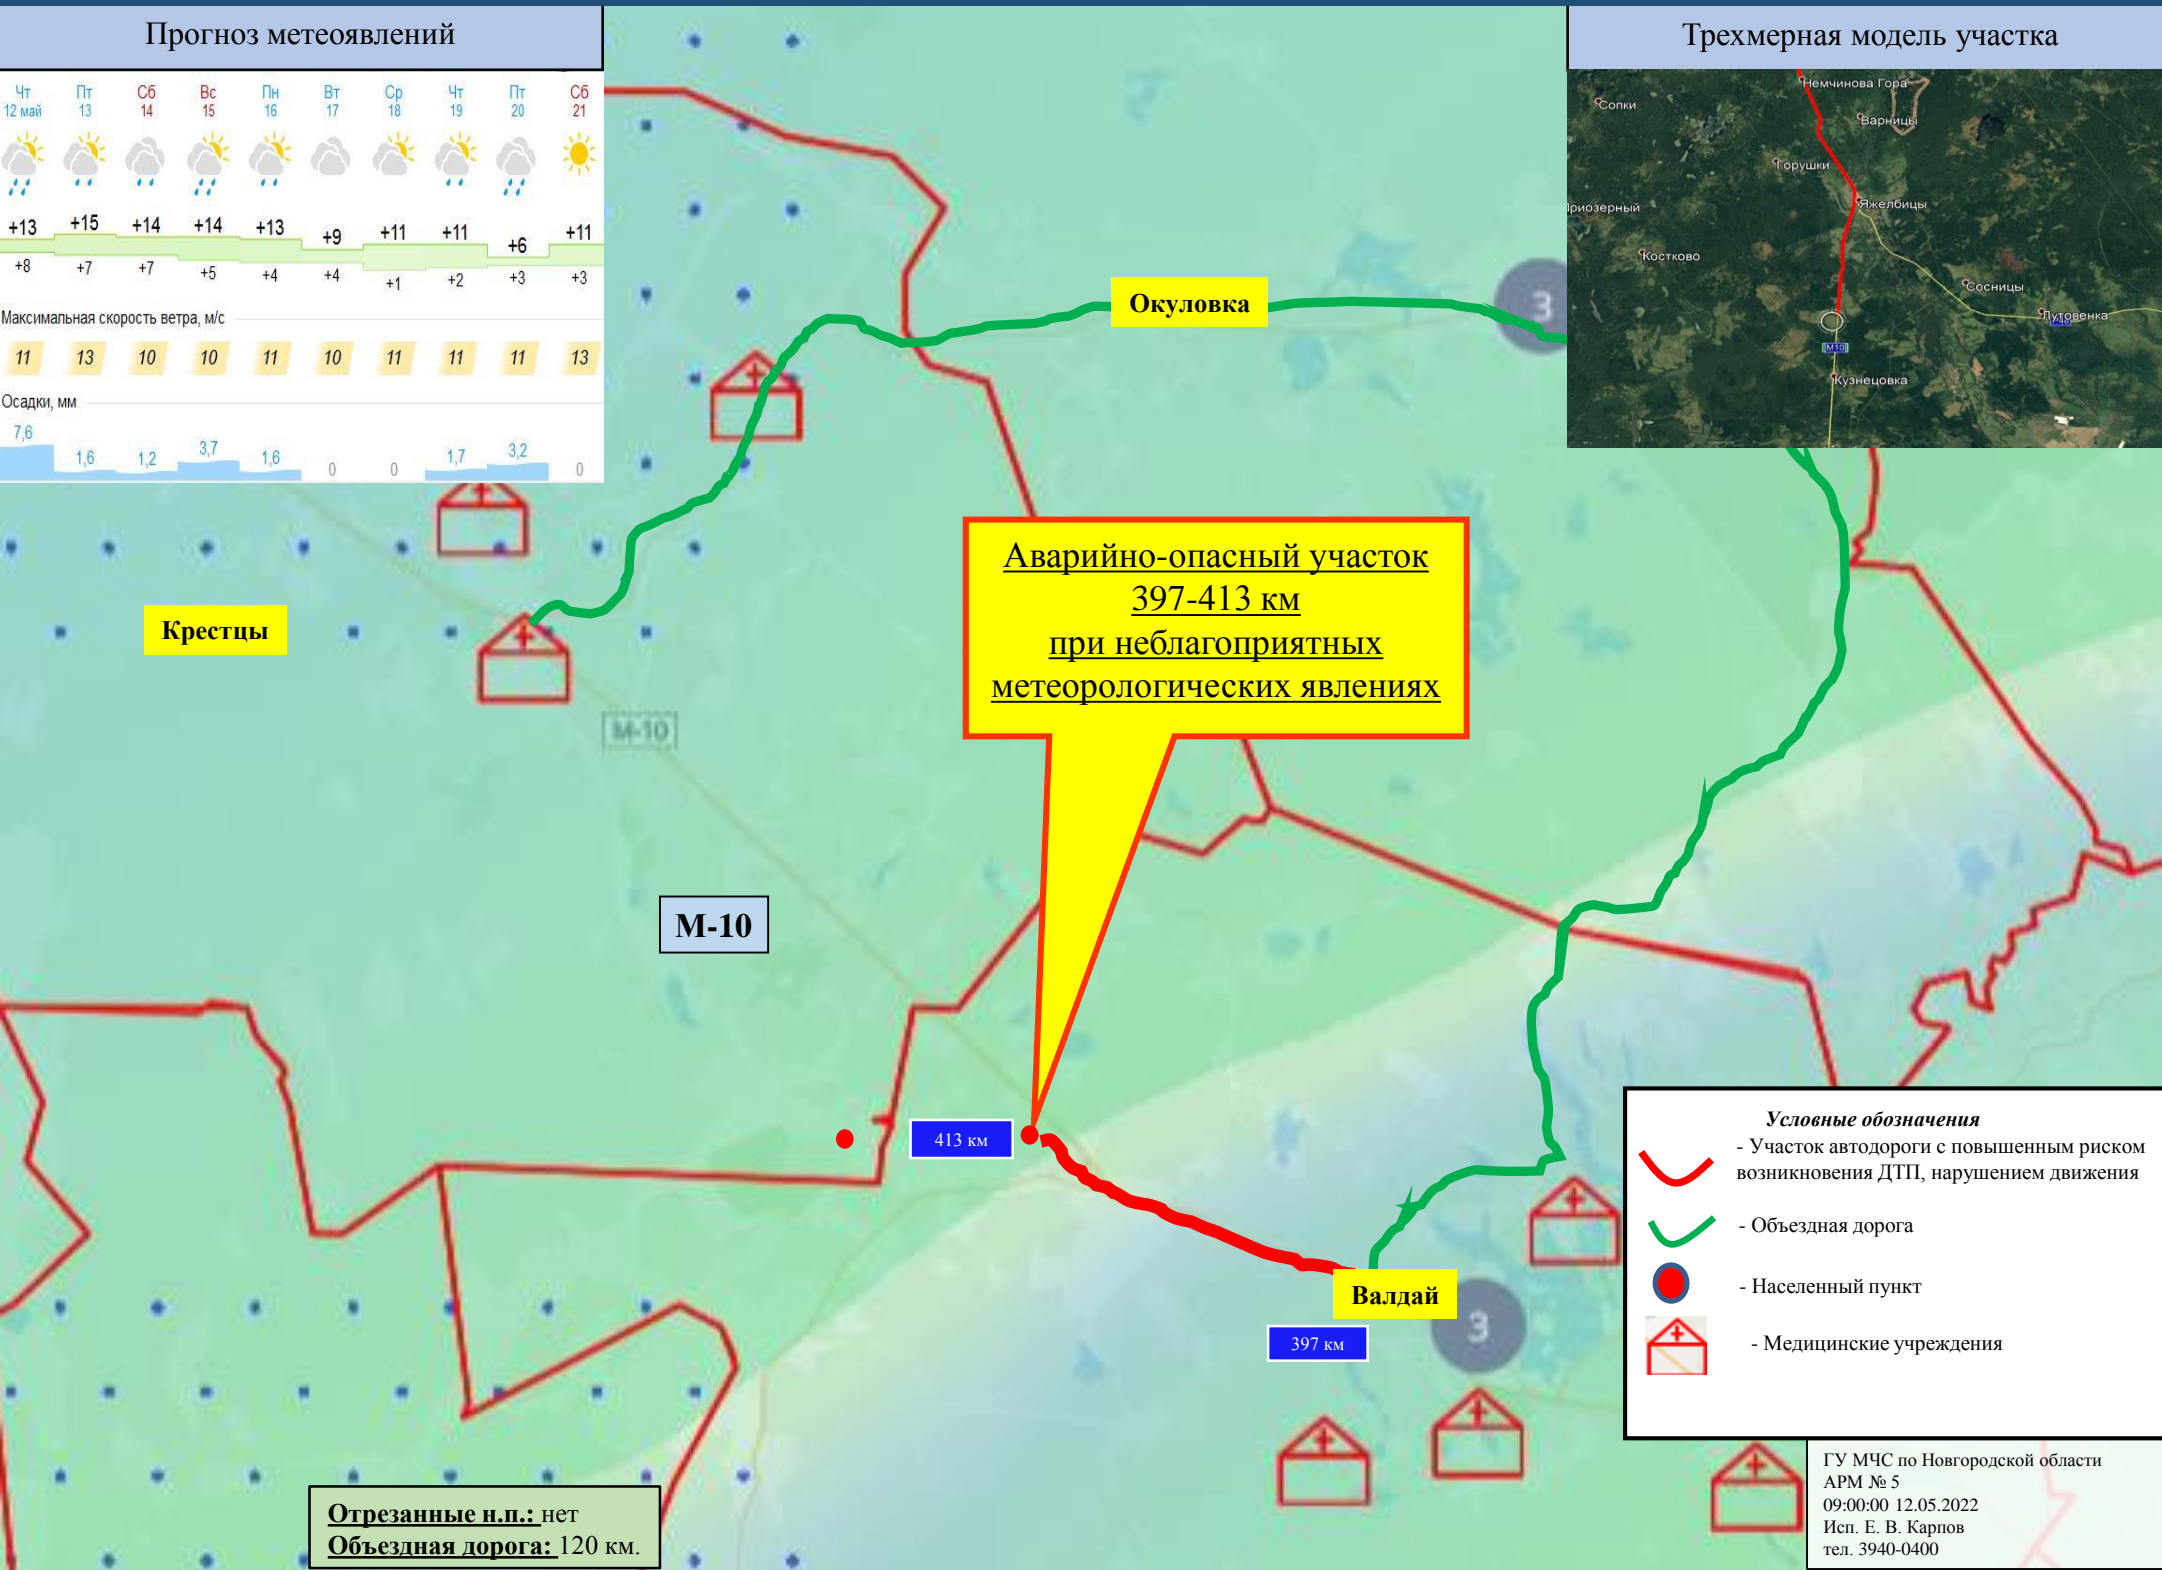 Прогноз метеоявлений
Чт Пт Сб Вс Пн Вт Ср Чт Пт Сб
12 май 13 14 15 16 17 18 19 20 21
+13 +15 +14 +14 +13 +9 +11 +11 +6 +11
+8 +7 +7 +5 +4 +4 +1 +2 +3 +3
Максимальная скорость ветра, м/с
11 13 10 10 11 10 11 11 11 13
Осадки, мм
7,6 1,6 1,2 3,7 1,6 0 0 1,7 3,2 0
Трехмерная модель участка
Немчинова Гора
Сопки
Варницы
Горушки
Яжелбицы
Костково
Сосницы
Лутовенка
М10
Кузнецовка
Окуловка
3
Крестцы
М-10
Аварийно-опасный участок
397-413 км
при неблагоприятных
метеорологических явлениях
М-10
413 км
Валдай
397 км
3
Условные обозначения
- Участок автодороги с повышенным риском
возникновения ДТП, нарушением движения
- Объездная дорога
- Населенный пункт
- Медицинские учреждения
Отрезанные н.п.: нет
Объездная дорога: 120 км.
ГУ МЧС по Новгородской области
АРМ № 5
09:00:00 12.05.2022
Исп. Е. В. Карпов
тел. 3940-0400